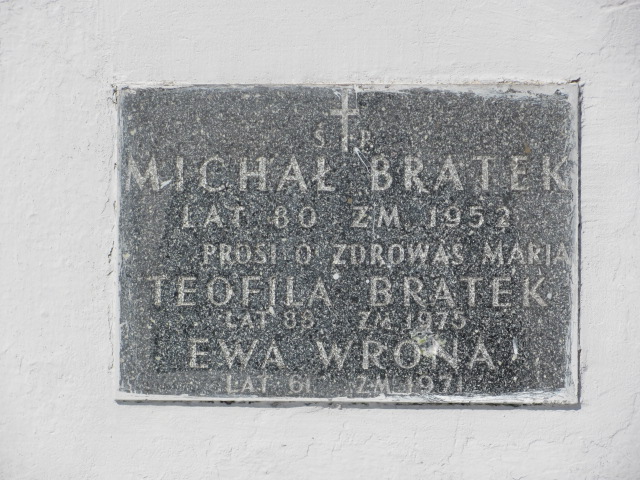 Ś P.
MICHAŁ BRATEK
LAT 80 ZM 1952
PROSI O ZDROWAŚ MARIA
TEOFILA BRATEK
LAT 88 ZM 1975
EWA WRONA
LAT 61 ZM 1971